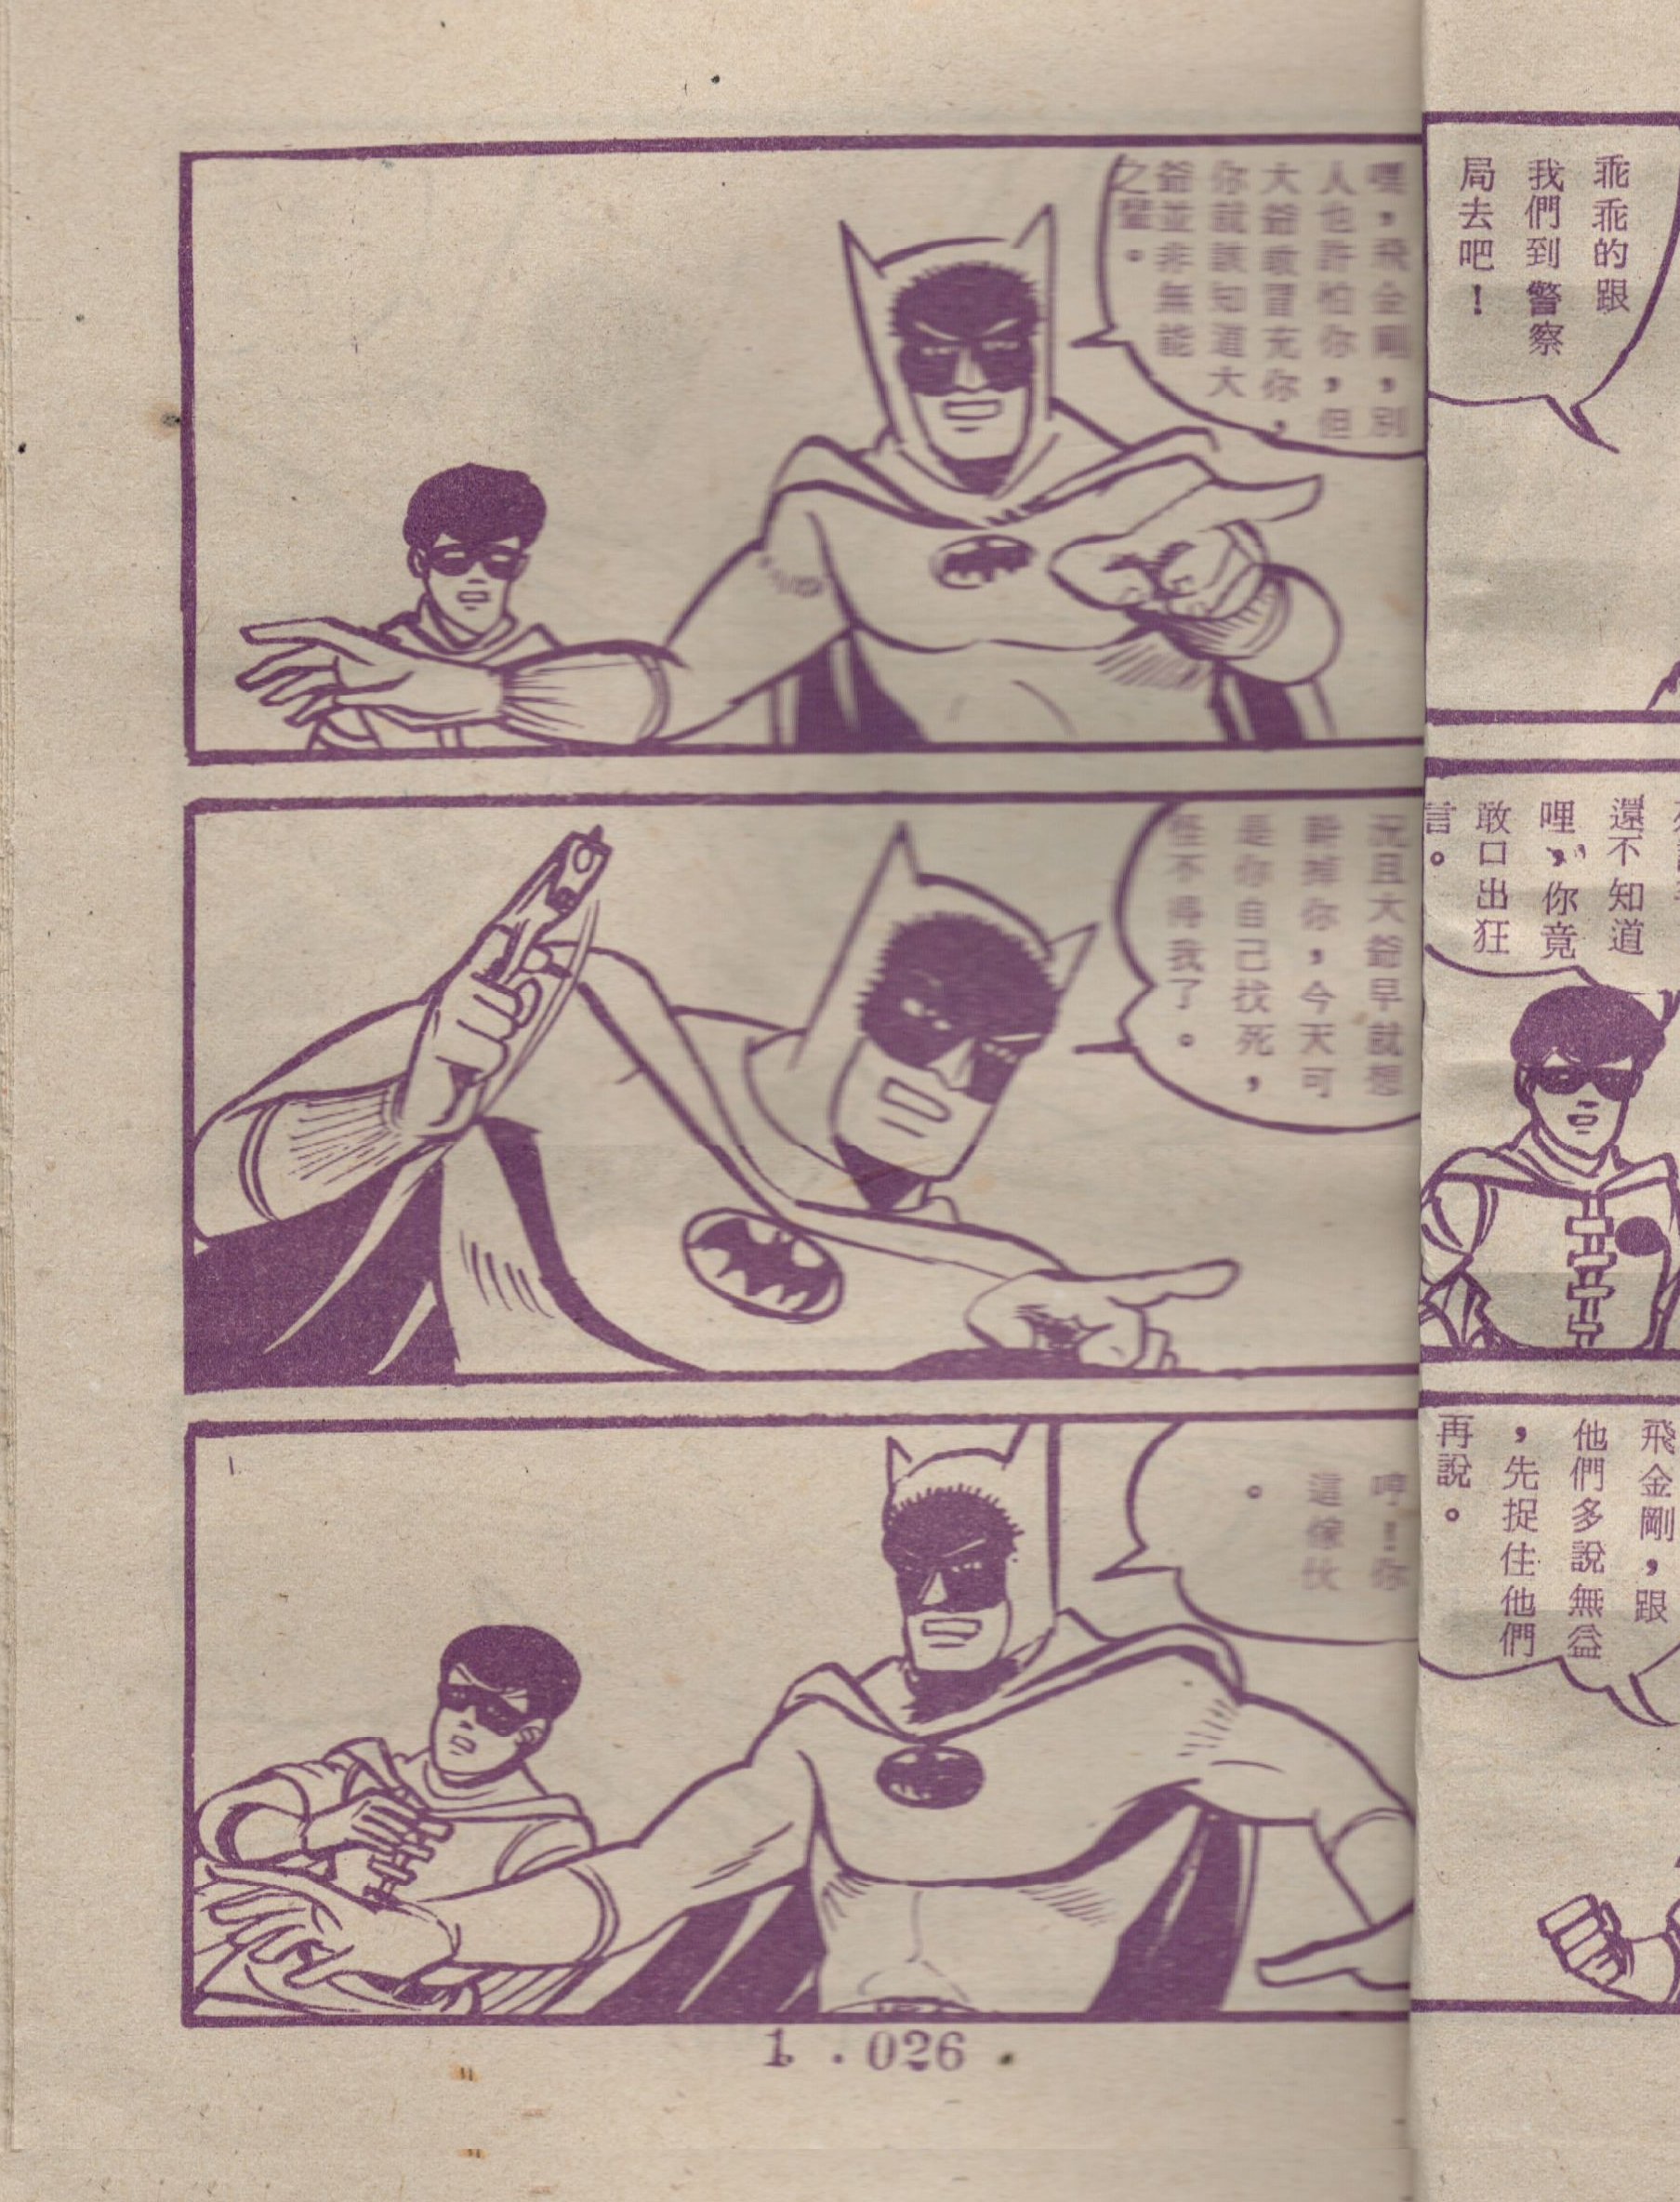 乖乖的跟
我們到警察
局去吧！
還不知道
哩，你竟
敢口出狂
言。
飛金剛，跟
他們多說無益
，先捉住他們
再說。
嘿，飛金剛，別
人也許怕你，但
大爺敢冒充你，
你就該知道大
爺並非無能
之輩。
況且大爺早就想
幹掉你，今天可
是你自己找死，
怪不得我了。
哼！你
這傢伙
。
1.026.